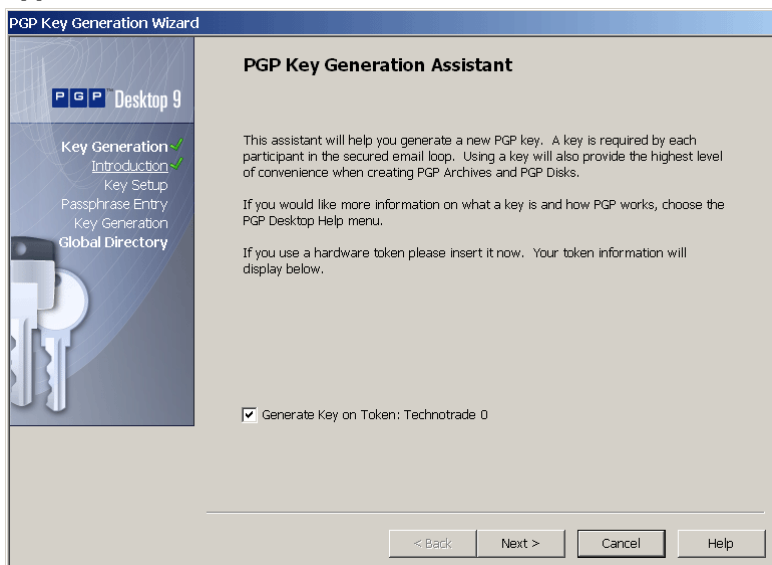 PGP Key Generation Wizard
PGP™ Desktop 9
Key Generation
Introduction
Key Setup
Passphrase Entry
Key Generation
Global Directory
PGP Key Generation Assistant
This assistant will help you generate a new PGP key. A key is required by each
participant in the secured email loop. Using a key will also provide the highest level
of convenience when creating PGP Archives and PGP Disks.
If you would like more information on what a key is and how PGP works, choose the
PGP Desktop Help menu.
If you use a hardware token please insert it now. Your token information will
display below.
Generate Key on Token: Technotrade 0
< Back Next > Cancel Help